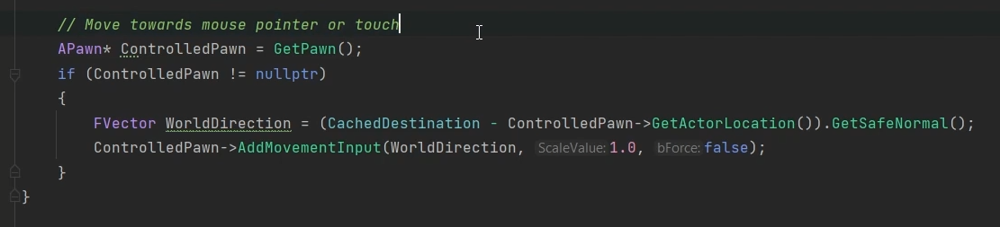 // Move towards mouse pointer or touch
APawn* ControlledPawn = GetPawn();
if (ControlledPawn != nullptr)
{
FVector WorldDirection = (CachedDestination - ControlledPawn->GetActorLocation()).GetSafeNormal();
ControlledPawn->AddMovementInput(WorldDirection, ScaleValue: 1.0, bForce: false);
}
}